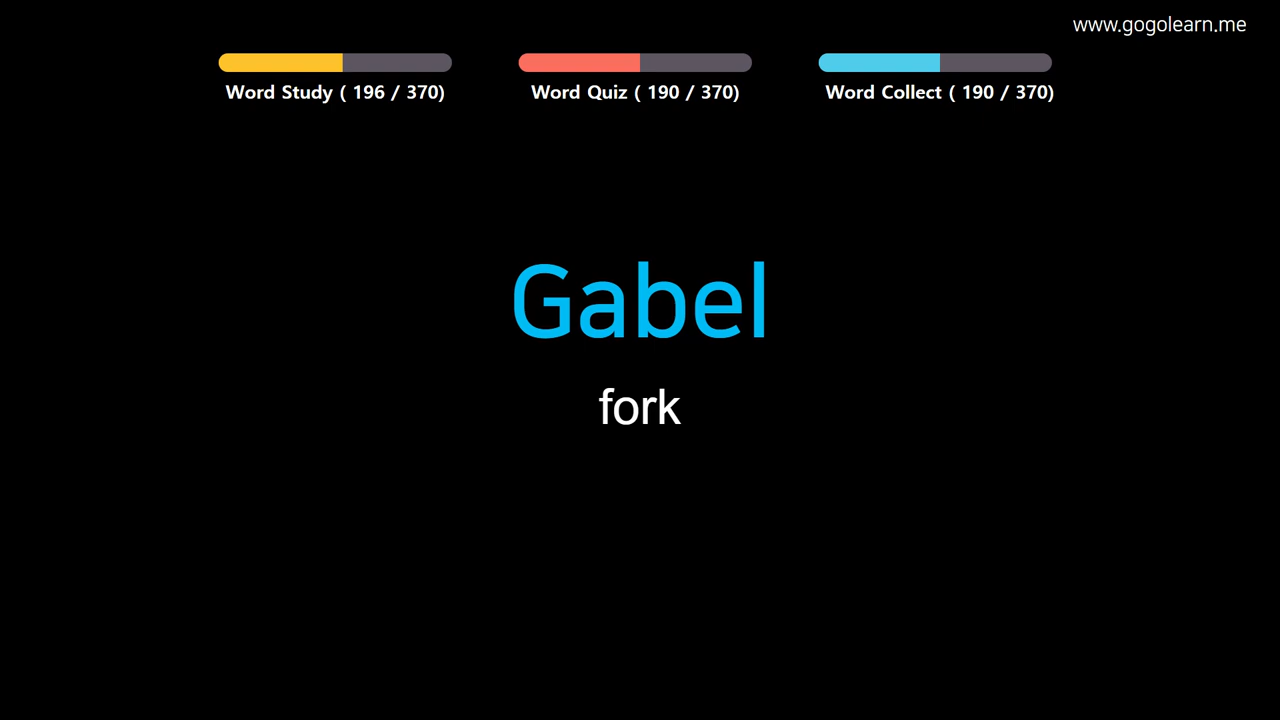 www.gogolearn.me
Word Study ( 196 / 370)
Word Quiz ( 190 / 370)
Word Collect ( 190 / 370)
Gabel
fork